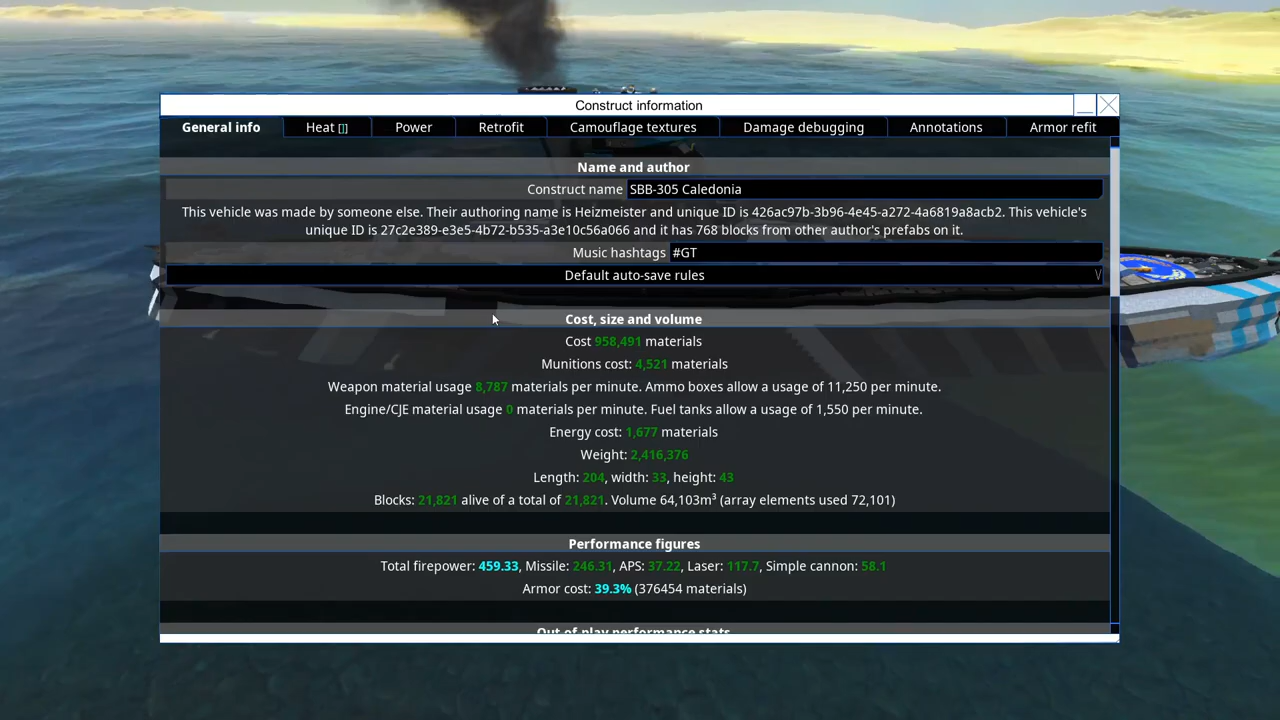 Construct information
General info
Heat []
Power
Retrofit
Camouflage textures
Damage debugging
Annotations
Armor refit
Name and author
Construct name SBB-305 Caledonia
This vehicle was made by someone else. Their authoring name is Heizmeister and unique ID is 426ac97b-3b96-4e45-a272-4a6819a8acb2. This vehicle's
unique ID is 27c2e389-e3e5-4b72-b535-a3e10c56a066 and it has 768 blocks from other author's prefabs on it.
Music hashtags #GT
Default auto-save rules V
Cost, size and volume
Cost 958,491 materials
Munitions cost: 4,521 materials
Weapon material usage 8,787 materials per minute. Ammo boxes allow a usage of 11,250 per minute.
Engine/CJE material usage 0 materials per minute. Fuel tanks allow a usage of 1,550 per minute.
Energy cost: 1,677 materials
Weight: 2,416,376
Length: 204, width: 33, height: 43
Blocks: 21,821 alive of a total of 21,821. Volume 64,103m³ (array elements used 72,101)
Performance figures
Total firepower: 459.33, Missile: 246.31, APS: 37.22, Laser: 117.7, Simple cannon: 58.1
Armor cost: 39.3% (376454 materials)
Out of play performance stats